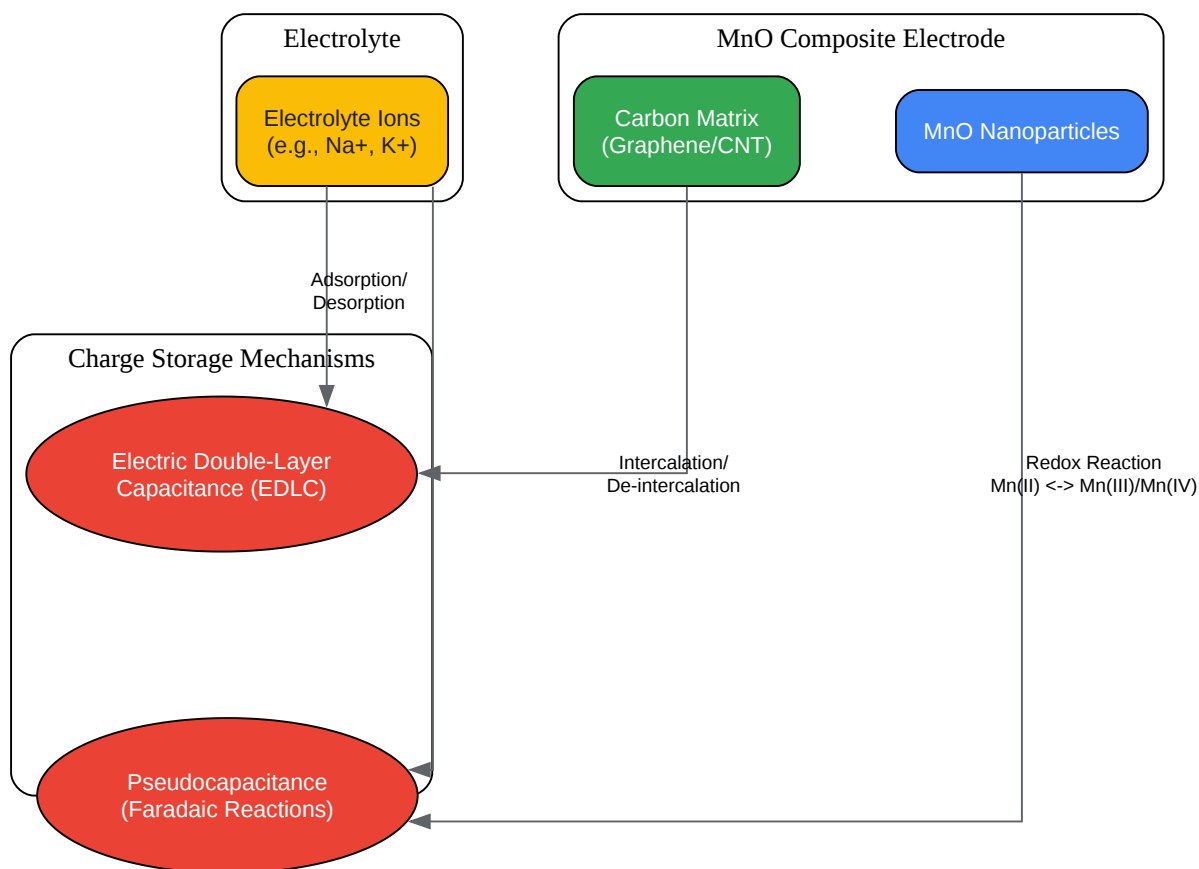 Electrolyte
MnO Composite Electrode
Electrolyte Ions
(e.g., Na+, K+)
Carbon Matrix
(Graphene/CNT)
MnO Nanoparticles
Adsorption/
Desorption
Charge Storage Mechanisms
Electric Double-Layer
Capacitance (EDLC)
Intercalation/
De-intercalation
Redox Reaction
Mn(II) <-> Mn(III)/Mn(IV)
Pseudocapacitance
(Faradaic Reactions)